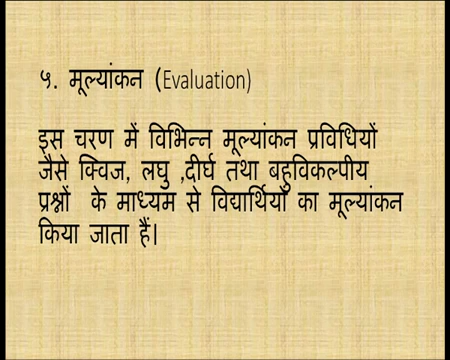 ५. मूल्यांकन (Evaluation)
इस चरण में विभिन्न मूल्यांकन प्रविधियों
जैसे क्विज, लघु ,दीर्घ तथा बहुविकल्पीय
प्रश्नों के माध्यम से विद्यार्थियों का मूल्यांकन
किया जाता हैं।